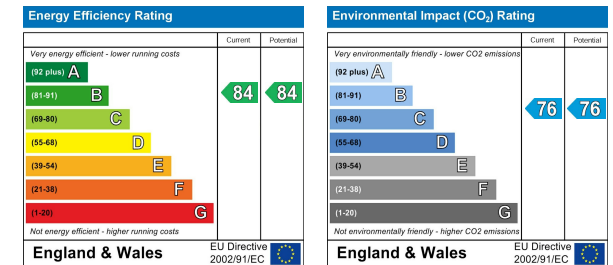 Energy Efficiency Rating
Current Potential
Very energy efficient - lower running costs
(92 plus) A
(81-91) B
84 84
(69-80) C
(55-68) D
(39-54) E
(21-38) F
(1-20) G
Not energy efficient - higher running costs
England & Wales
EU Directive
2002/91/EC
Environmental Impact (CO₂) Rating
Current Potential
Very environmentally friendly - lower CO2 emissions
(92 plus) A
(81-91) B
76 76
(69-80) C
(55-68) D
(39-54) E
(21-38) F
(1-20) G
Not environmentally friendly - higher CO2 emissions
England & Wales
EU Directive
2002/91/EC